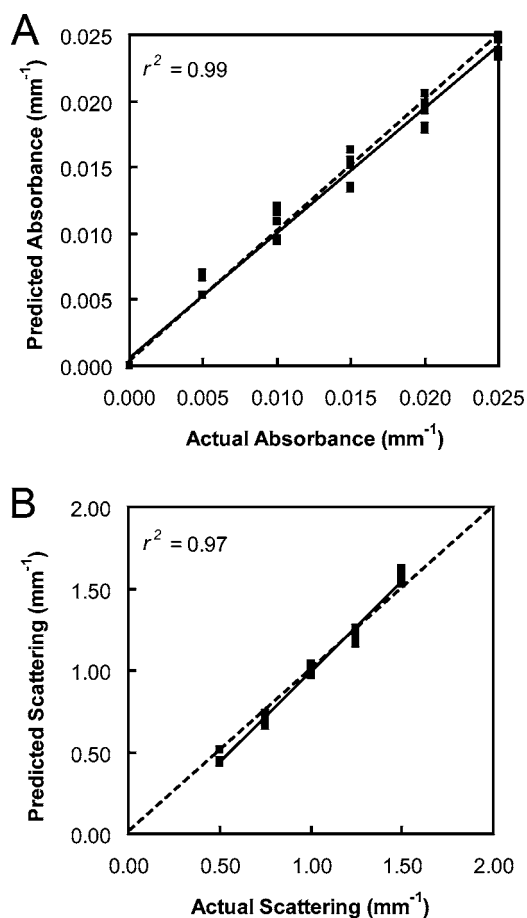 A
r² = 0.99
Predicted Absorbance (mm⁻¹)
0.025
0.020
0.015
0.010
0.005
0.000
0.000 0.005 0.010 0.015 0.020 0.025
Actual Absorbance (mm⁻¹)
B
r² = 0.97
Predicted Scattering (mm⁻¹)
2.00
1.50
1.00
0.50
0.00
0.00 0.50 1.00 1.50 2.00
Actual Scattering (mm⁻¹)